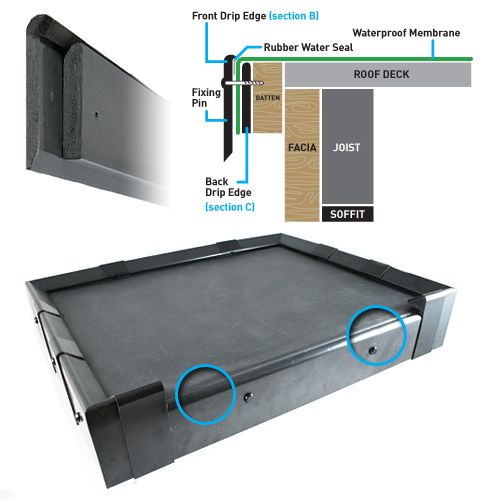 Front Drip Edge (section B)
Waterproof Membrane
Rubber Water Seal
ROOF DECK
Fixing
Pin
BATTEN
FACIA
JOIST
Back
Drip Edge
(section C)
SOFFIT